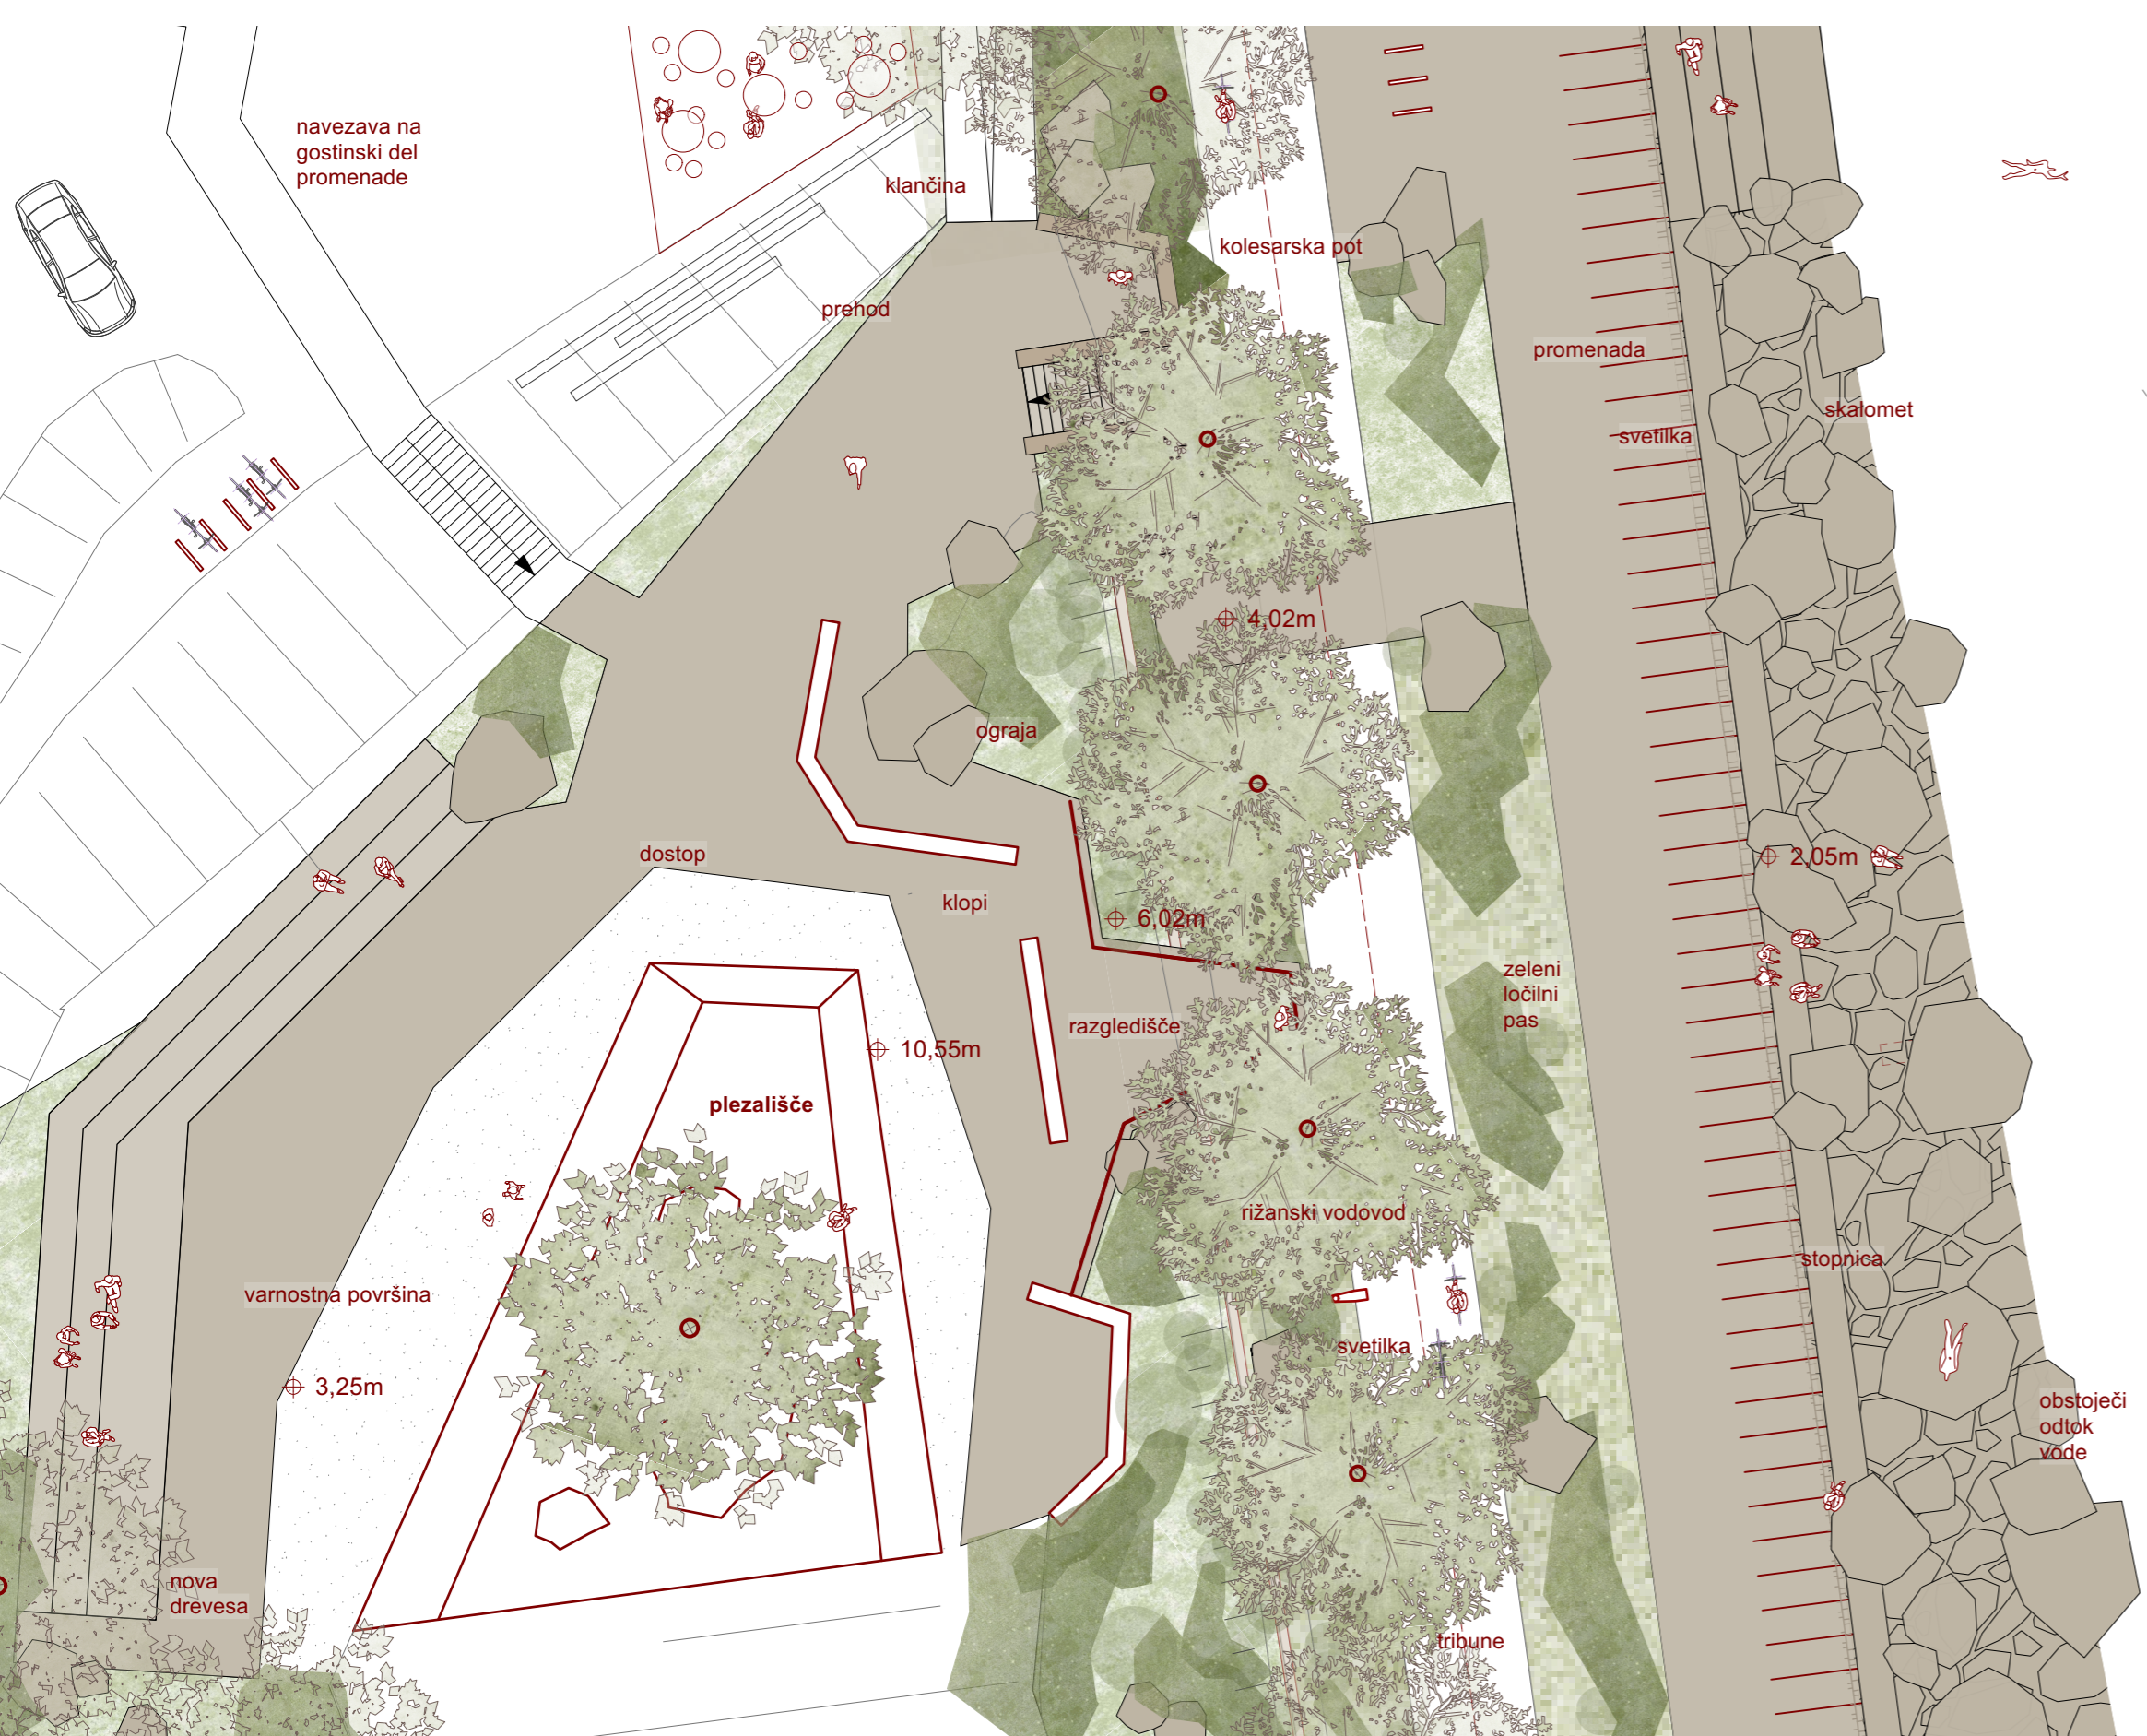 navezava na
gostinski del
promenade
klančina
kolesarska pot
prehod
promenada
skalomet
svetilka
4,02m
ograja
dostop
2,05m
klopi
6,02m
zeleni
ločilni
pas
razgledišče
10,55m
plezališče
rižanski vodovod
stopnica
varnostna površina
svetilka
3,25m
obstoječi
odtok
vode
nova
drevesa
tribune